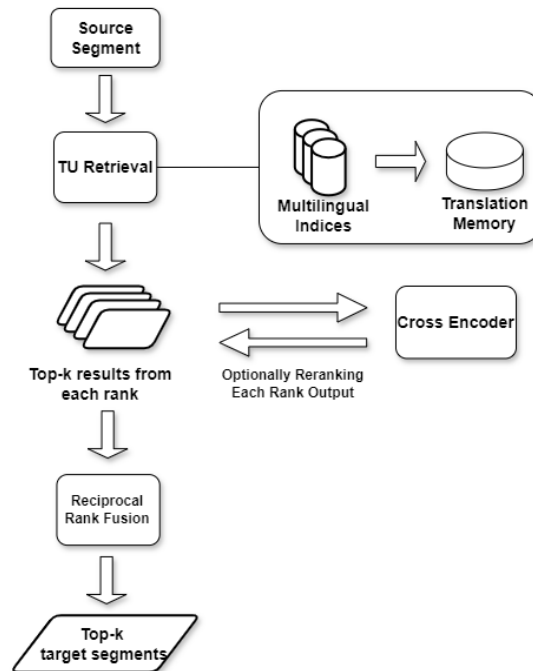 Source
Segment
TU Retrieval
Multilingual
Indices
Translation
Memory
Top-k results from
each rank
Cross Encoder
Optionally Reranking
Each Rank Output
Reciprocal
Rank Fusion
Top-k
target segments